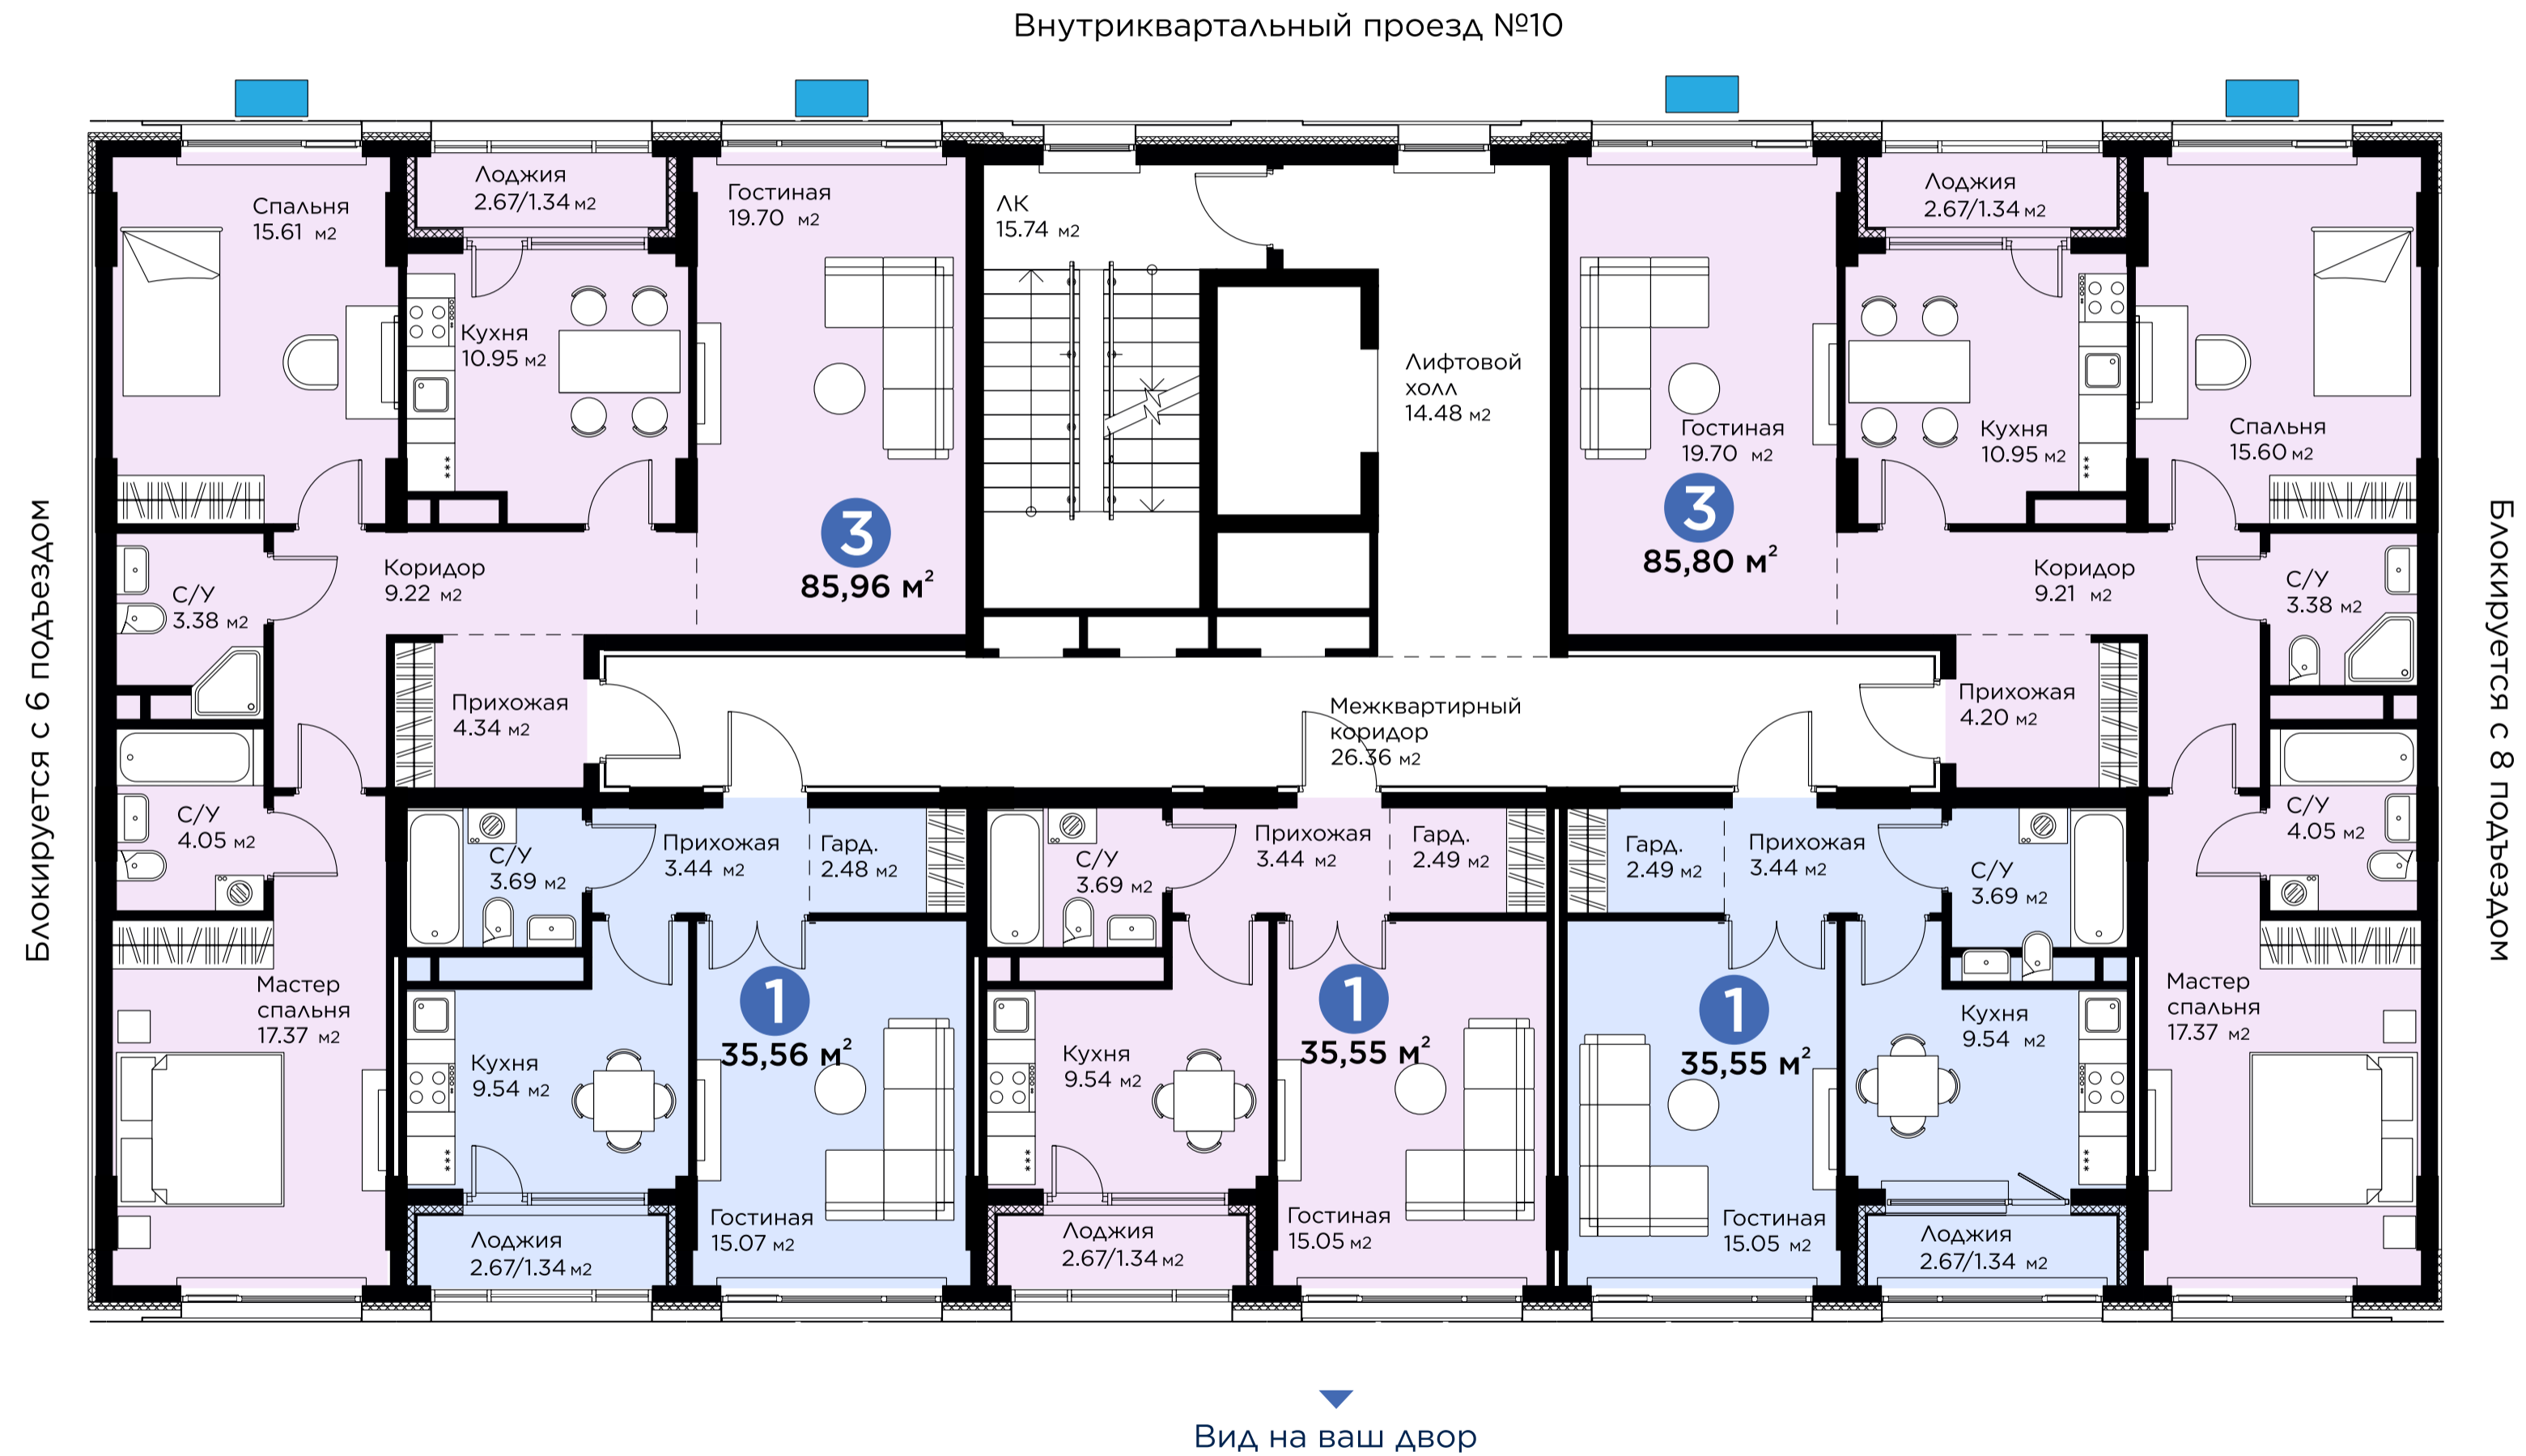 Внутриквартальный проезд №10
Блокируется с 6 подъездом
Спальня
15.61 м2
Лоджия
2.67/1.34 м2
Кухня
10.95 м2
Гостиная
19.70 м2
3
85,96 м²
С/У
3.38 м2
Коридор
9.22 м2
Прихожая
4.34 м2
С/У
4.05 м2
Мастер
спальня
17.37 м2
ЛК
15.74 м2
Лифтовой
холл
14.48 м2
Межквартирный
коридор
26.36 м2
Гостиная
19.70 м2
3
85,80 м²
Лоджия
2.67/1.34 м2
Кухня
10.95 м2
Спальня
15.60 м2
Коридор
9.21 м2
С/У
3.38 м2
Прихожая
4.20 м2
С/У
4.05 м2
Мастер
спальня
17.37 м2
С/У
3.69 м2
Прихожая
3.44 м2
Гард.
2.48 м2
1
35,56 м²
Кухня
9.54 м2
Лоджия
2.67/1.34 м2
Гостиная
15.07 м2
С/У
3.69 м2
Прихожая
3.44 м2
Гард.
2.49 м2
1
35,55 м²
Кухня
9.54 м2
Лоджия
2.67/1.34 м2
Гостиная
15.05 м2
Гард.
2.49 м2
Прихожая
3.44 м2
С/У
3.69 м2
1
35,55 м²
Кухня
9.54 м2
Гостиная
15.05 м2
Лоджия
2.67/1.34 м2
Блокируется с 8 подъездом
Вид на ваш двор